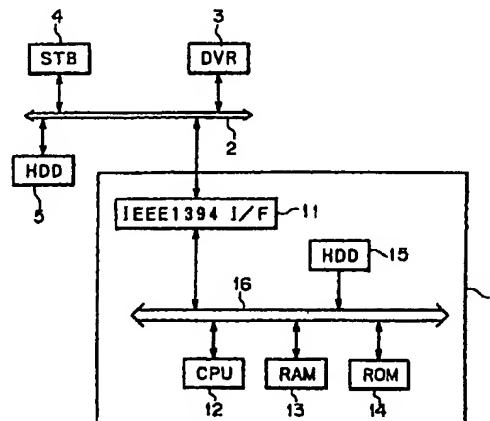 4
3
STB
DVR
2
HDD
5
IEEE1394 I/F
11
HDD
15
16
CPU
RAM
ROM
12
13
14